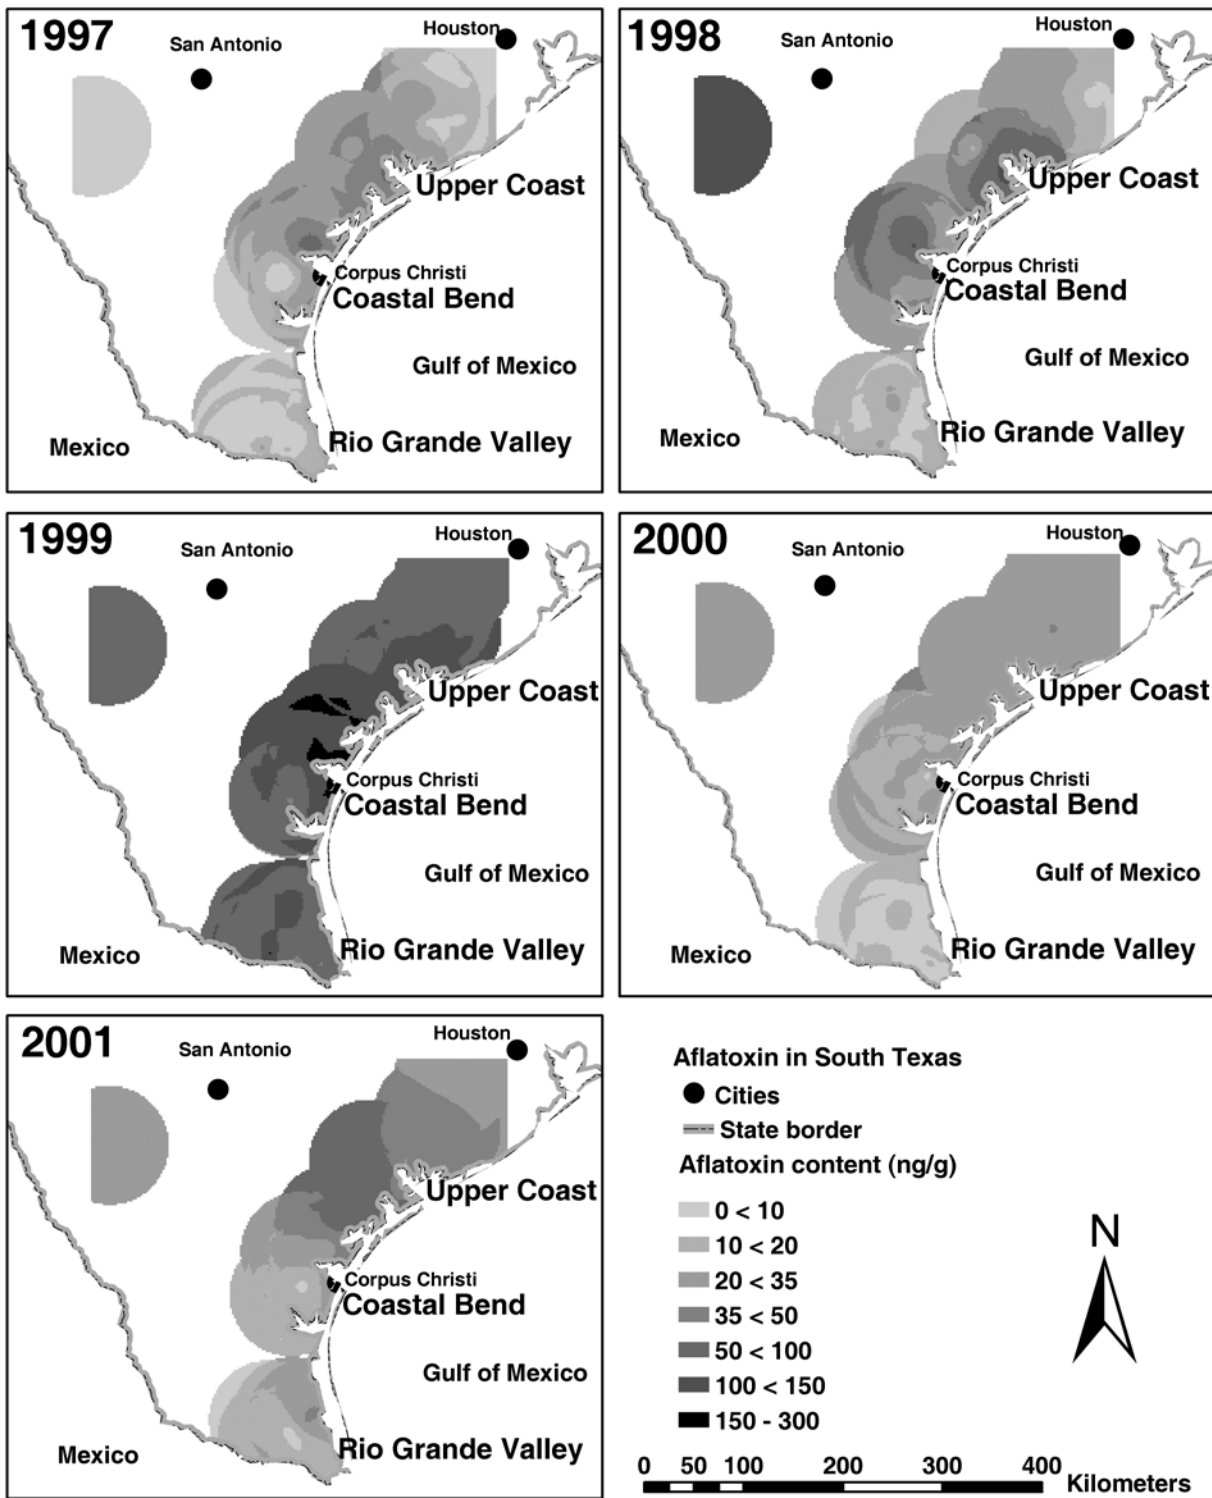 1997
San Antonio
Houston
Upper Coast
Corpus Christi
Coastal Bend
Gulf of Mexico
Mexico
Rio Grande Valley
1998
San Antonio
Houston
Upper Coast
Corpus Christi
Coastal Bend
Gulf of Mexico
Mexico
Rio Grande Valley
1999
San Antonio
Houston
Upper Coast
Corpus Christi
Coastal Bend
Gulf of Mexico
Mexico
Rio Grande Valley
2000
San Antonio
Houston
Upper Coast
Corpus Christi
Coastal Bend
Gulf of Mexico
Mexico
Rio Grande Valley
2001
San Antonio
Houston
Upper Coast
Corpus Christi
Coastal Bend
Gulf of Mexico
Mexico
Rio Grande Valley
Aflatoxin in South Texas
Cities
State border
Aflatoxin content (ng/g)
0 < 10
10 < 20
20 < 35
35 < 50
50 < 100
100 < 150
150 - 300
N
0 50 100 200 300 400
Kilometers